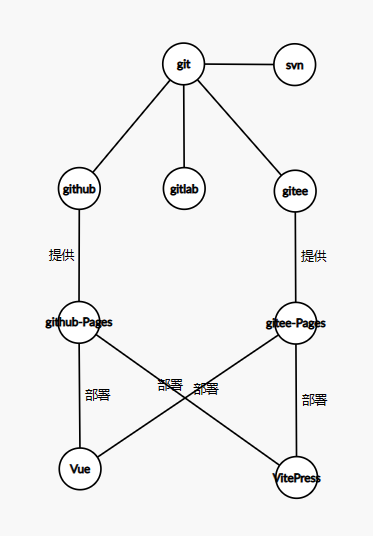 git
svn
github
gitlab
gitee
提供
提供
github-Pages
gitee-Pages
部署
部署
部署
部署
Vue
VitePress